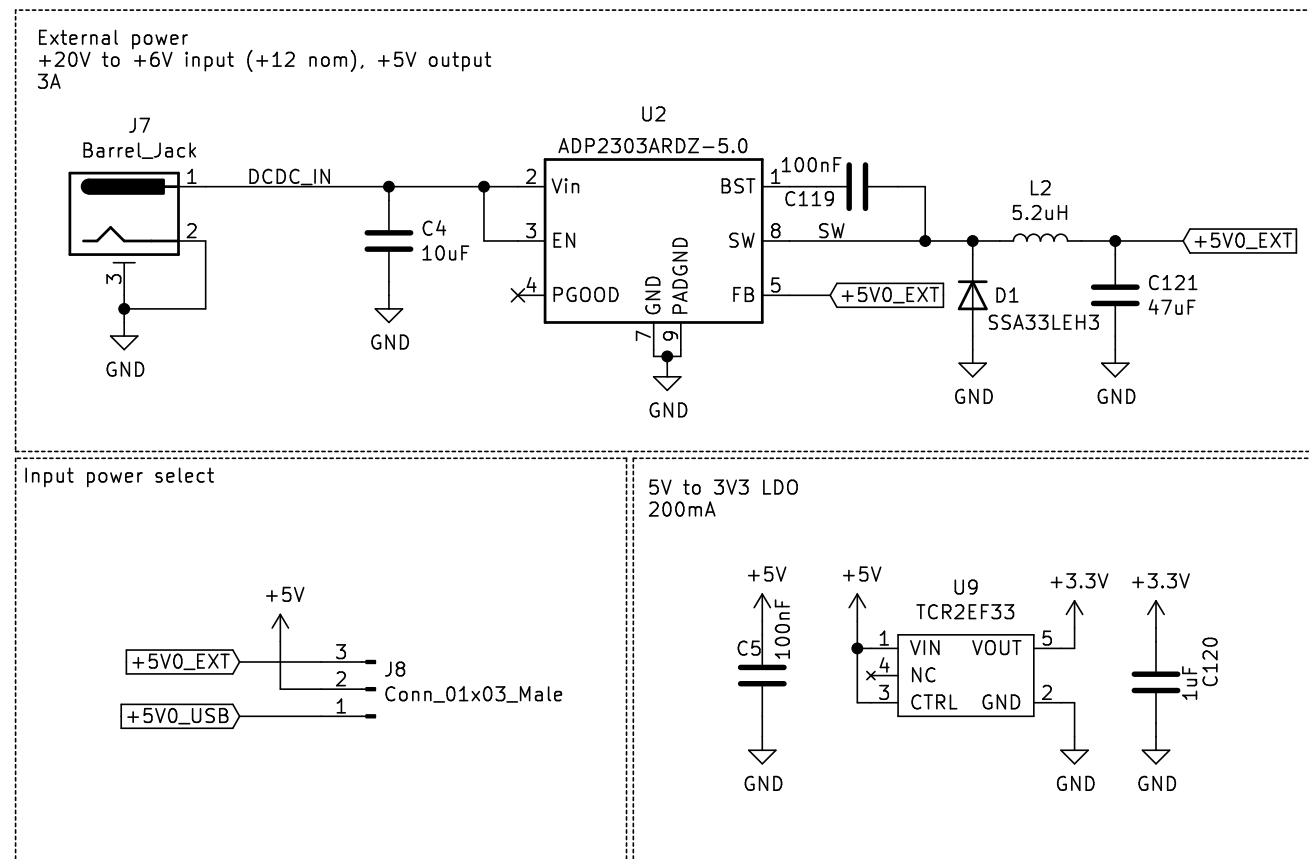 External power
+20V to +6V input (+12 nom), +5V output
3A
J7
Barrel_Jack
1
2
3
GND
DCDC_IN
C4
10uF
GND
U2
ADP2303ARDZ-5.0
2
Vin
3
EN
4
PGOOD
GND
PADGND
7
9
GND
BST
1
SW
8
FB
5
100nF
C119
SW
+5V0_EXT
D1
SSA33LEH3
GND
L2
5.2uH
+5V0_EXT
C121
47uF
GND
Input power select
+5V
+5V0_EXT
3
2
+5V0_USB
1
J8
Conn_01x03_Male
5V to 3V3 LDO
200mA
+5V
C5
100nF
GND
+5V
U9
TCR2EF33
1
VIN
4
NC
3
CTRL
VOUT
5
GND
2
+3.3V
GND
+3.3V
1uF
C120
GND